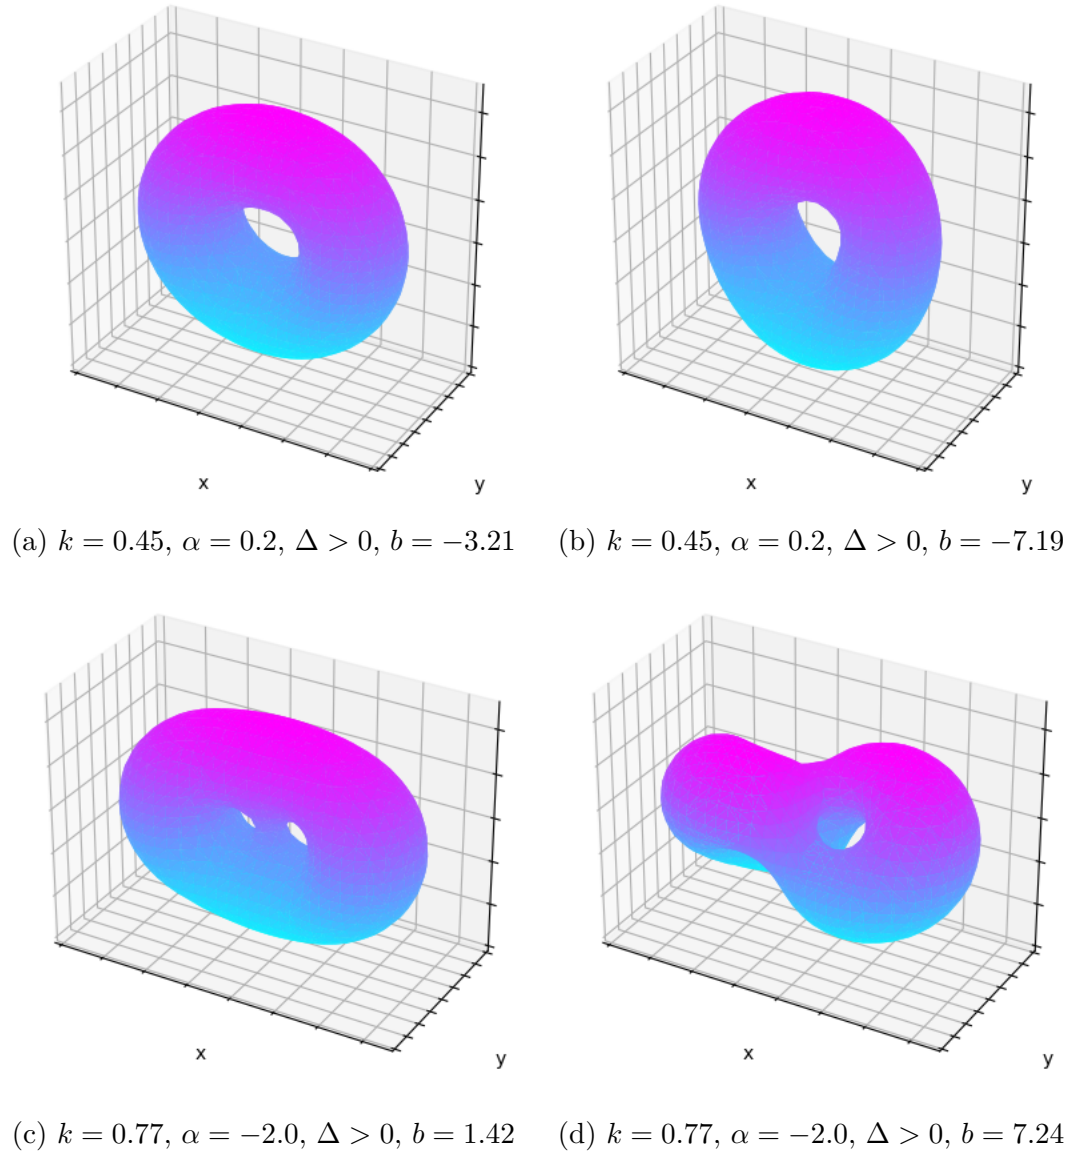 x
y
x
y
(a) k = 0.45, α = 0.2, Δ > 0, b = −3.21
(b) k = 0.45, α = 0.2, Δ > 0, b = −7.19
x
y
x
y
(c) k = 0.77, α = −2.0, Δ > 0, b = 1.42
(d) k = 0.77, α = −2.0, Δ > 0, b = 7.24